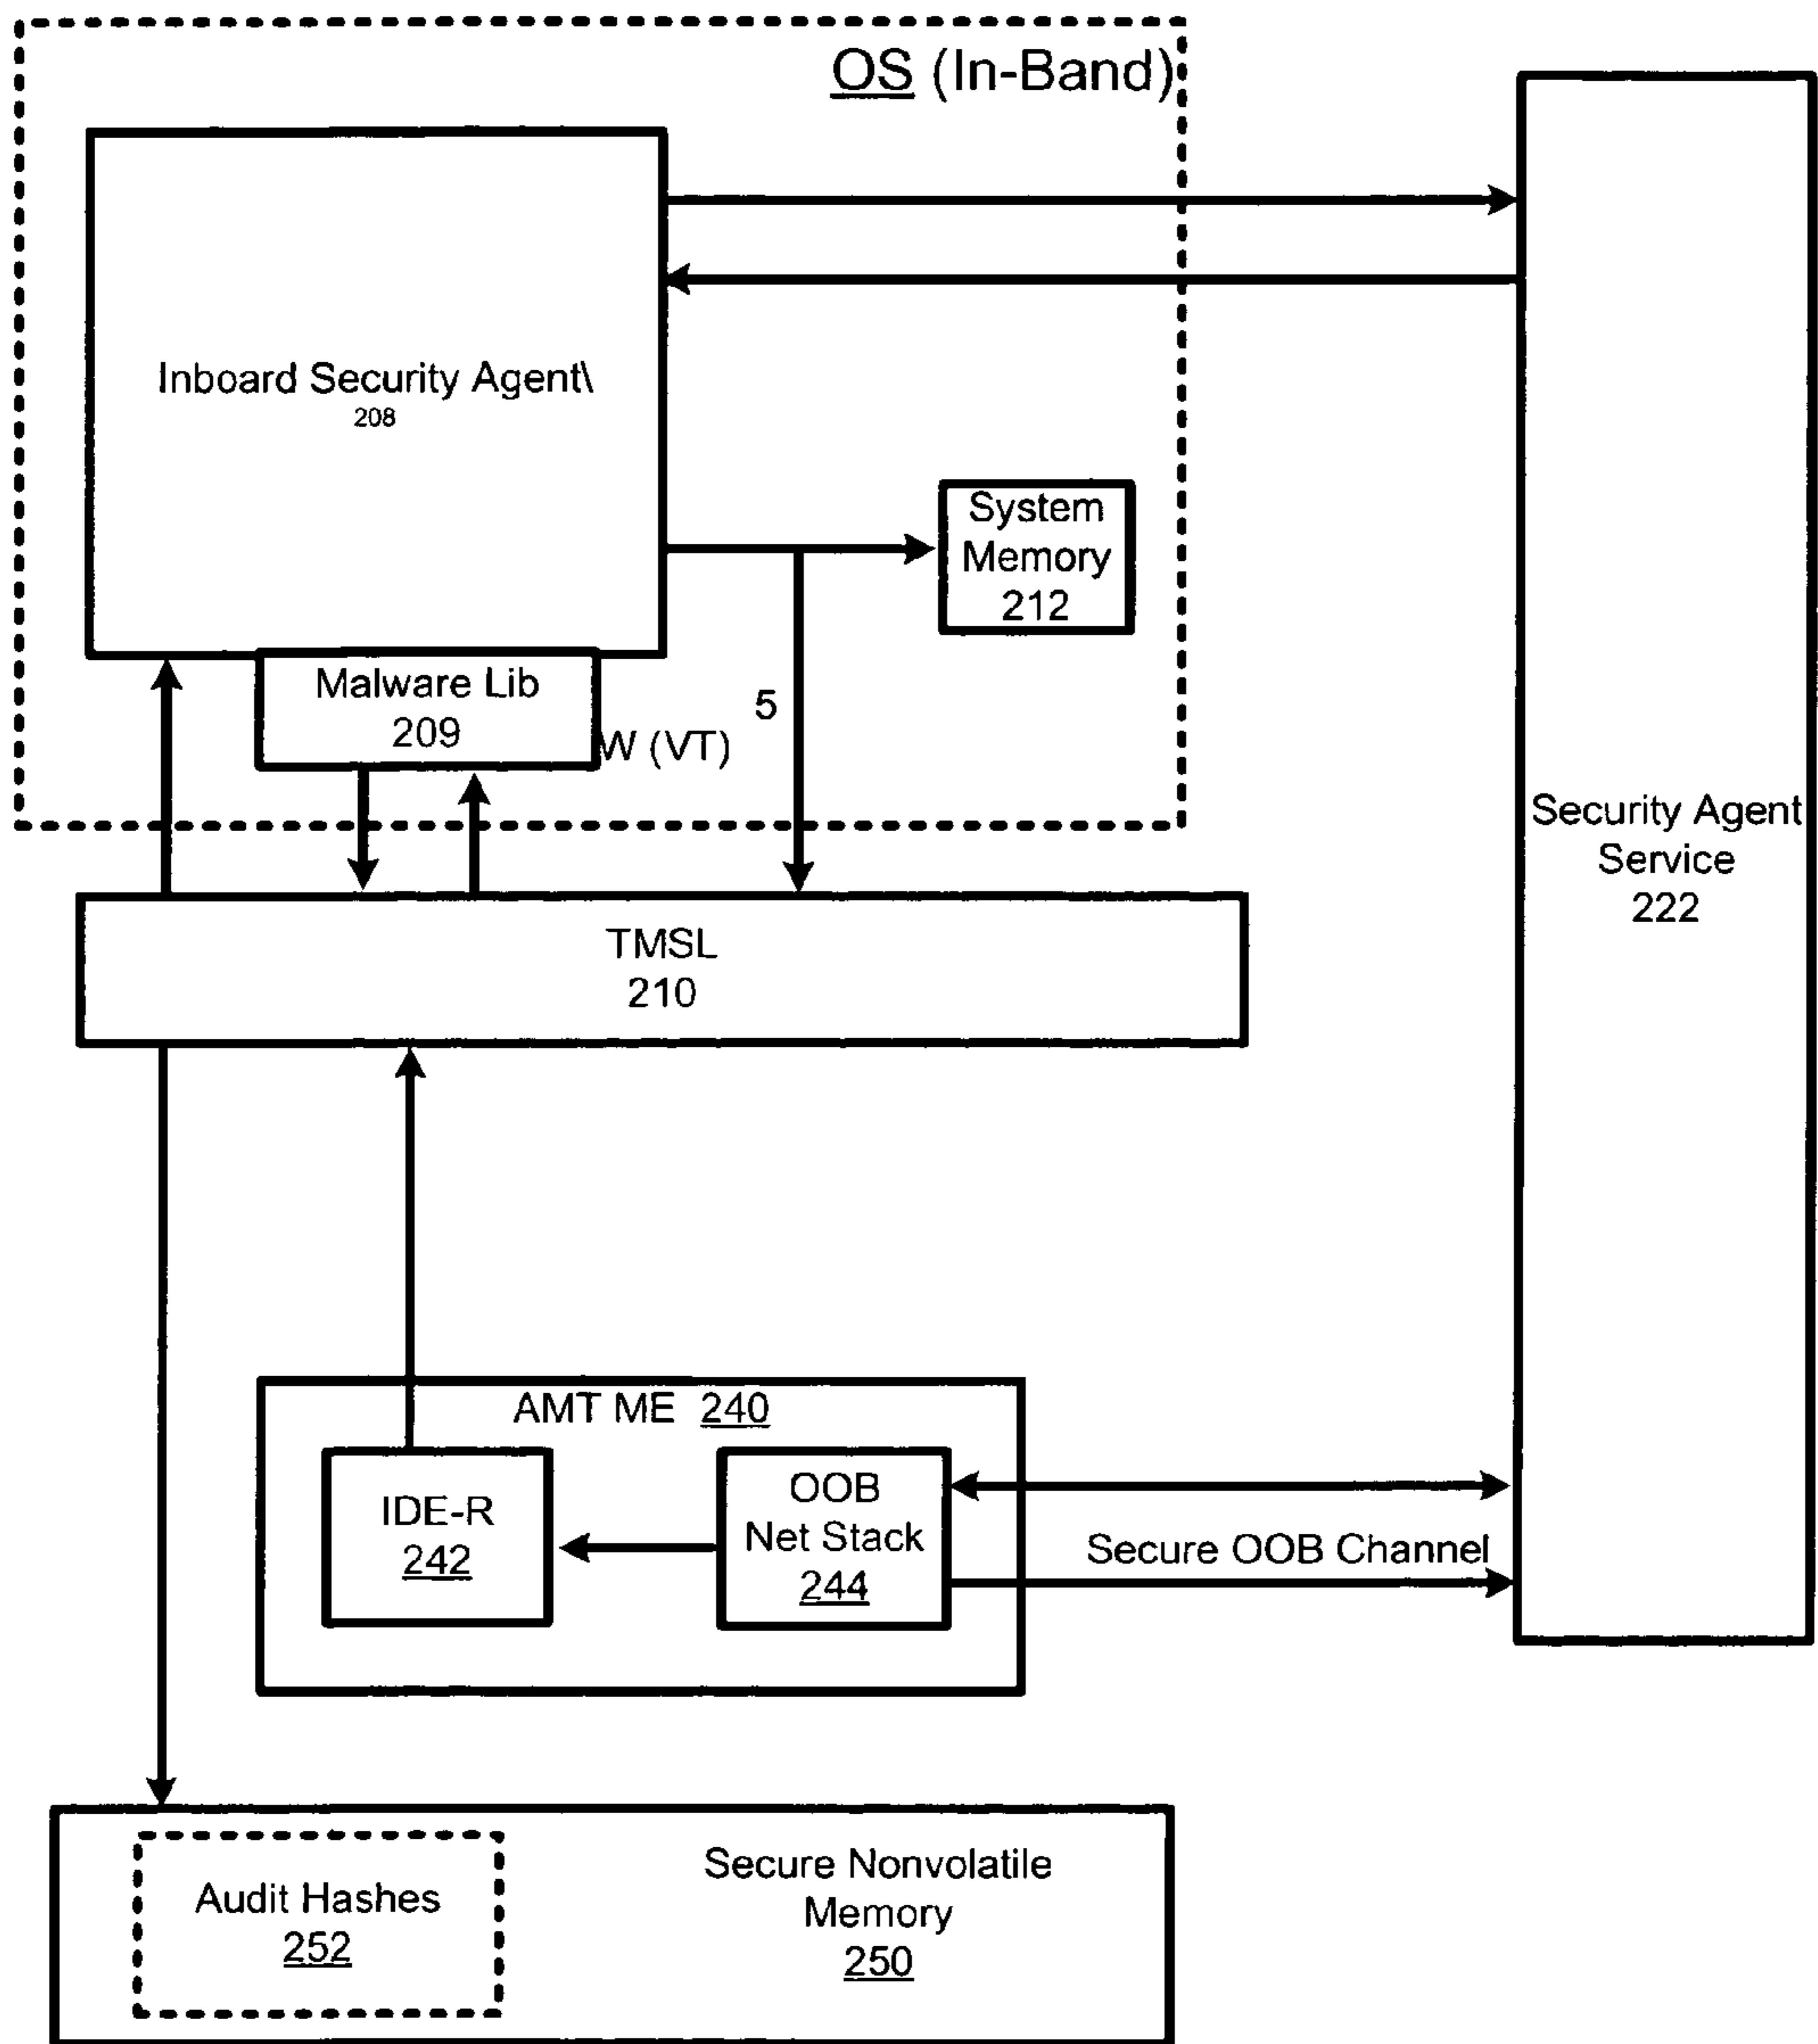 OS (In-Band)
Inboard Security Agent\
208
System
Memory
212
Malware Lib
209
W (VT)
5
Security Agent
Service
222
TMSL
210
AMT ME 240
IDE-R
242
OOB
Net Stack
244
Secure OOB Channel
Audit Hashes
252
Secure Nonvolatile
Memory
250